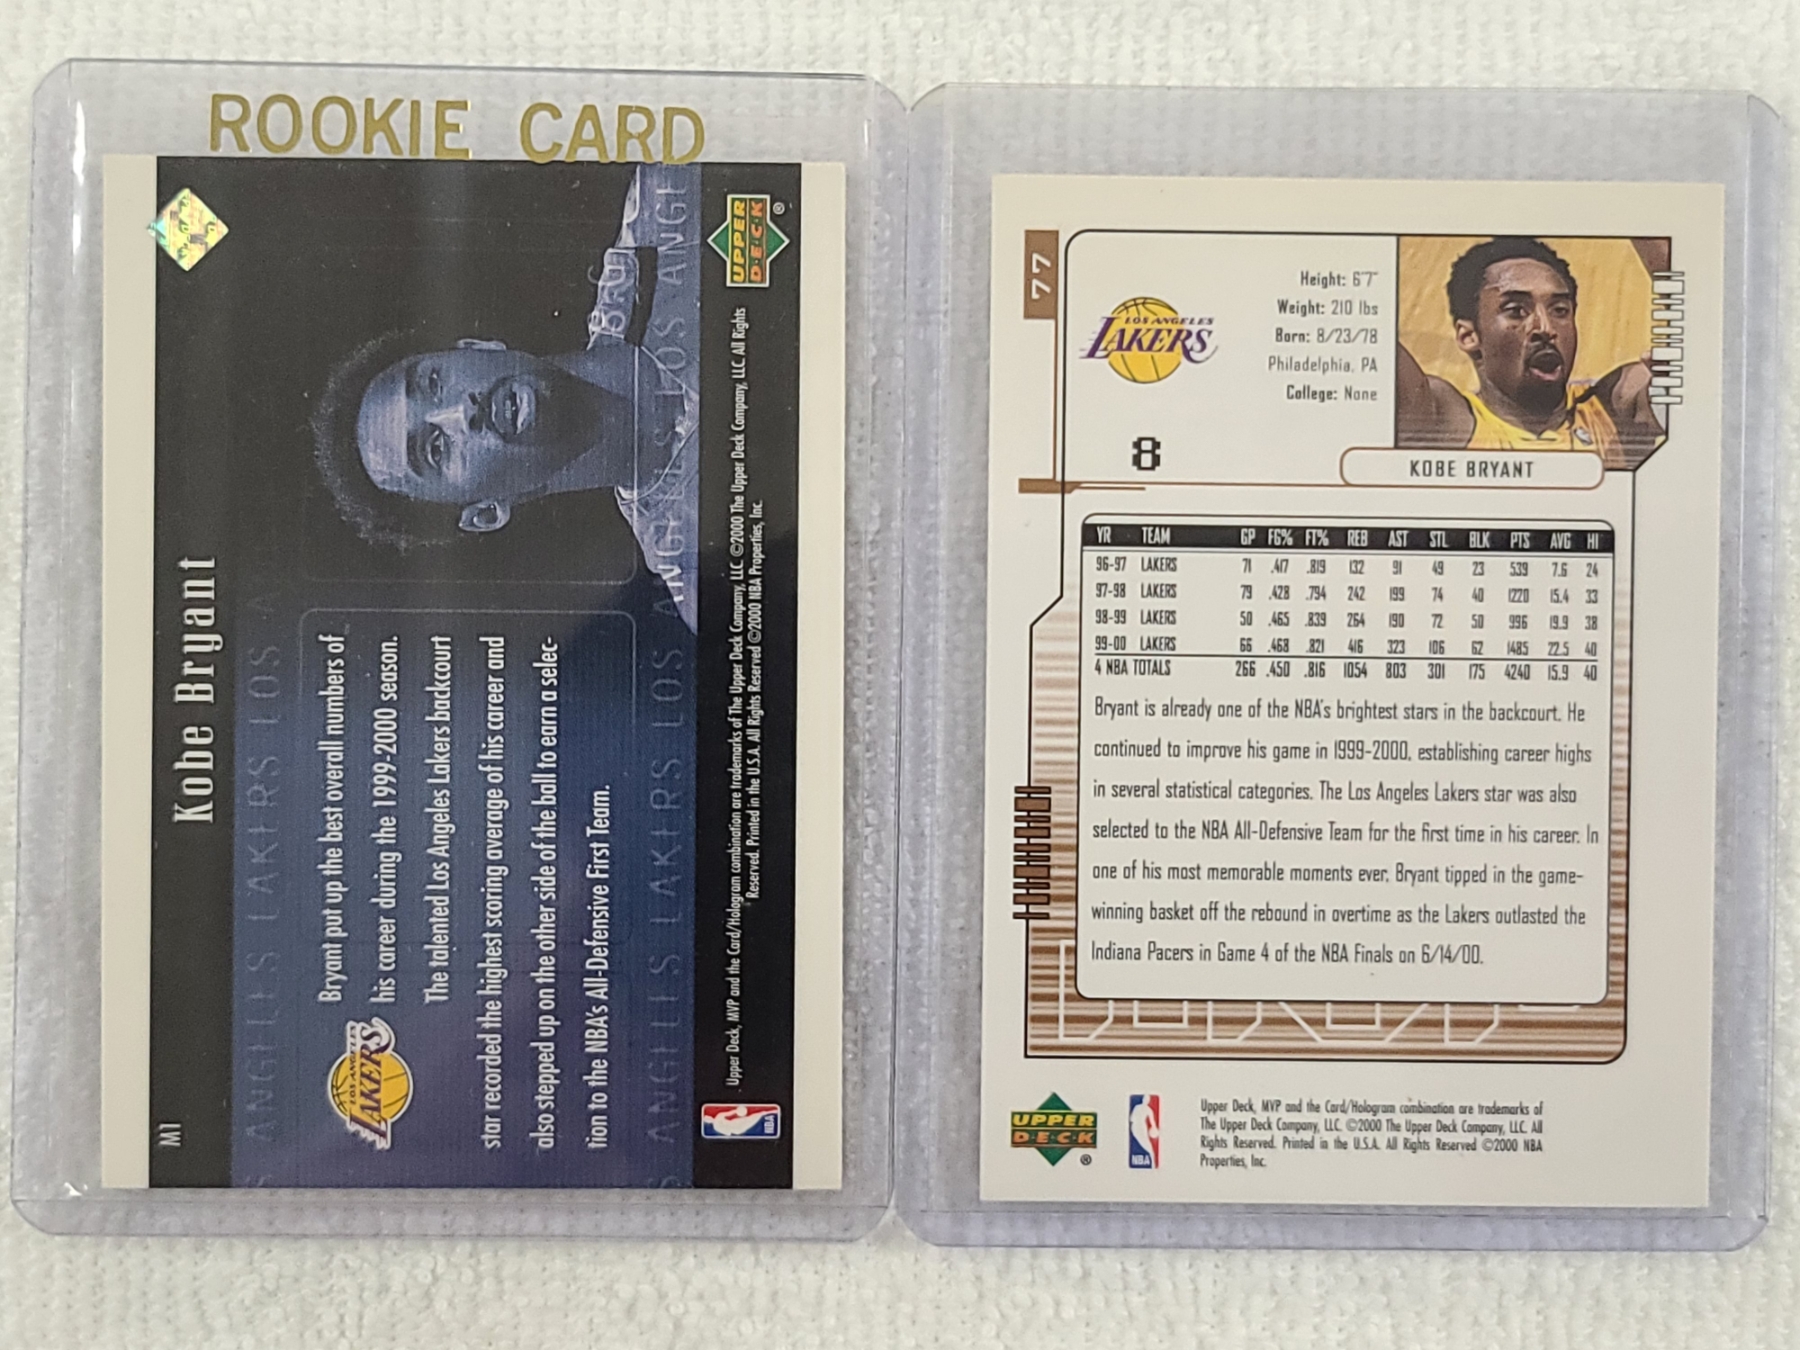 ROOKIE CARD
Kobe Bryant
M1
Bryant put up the best overall numbers of
his career during the 1999-2000 season.
The talented Los Angeles Lakers backcourt
star recorded the highest scoring average of his career and
also stepped up on the other side of the ball to earn a selec-
tion to the NBA's All-Defensive First Team.
LOS ANGELES
LAKERS
ANGELES LAKERS LOS A
ANGELES LAKERS LOS ANGELES LOS ANGE
UPPER
DECK
®
Upper Deck, MVP and the Card/Hologram combination are trademarks of The Upper Deck Company, LLC. ©2000 The Upper Deck Company, LLC. All Rights
Reserved. Printed in the U.S.A. All Rights Reserved ©2000 NBA Properties, Inc.
NBA
77
LOS ANGELES
LAKERS
Height: 6'7"
Weight: 210 lbs
Born: 8/23/78
Philadelphia, PA
College: None
8
KOBE BRYANT
YR TEAM GP FG% FT% REB AST STL BLK PTS AVG HI
96-97 LAKERS 71 .417 .819 132 91 49 23 539 7.6 24
97-98 LAKERS 79 .428 .794 242 199 74 40 1220 15.4 33
98-99 LAKERS 50 .465 .839 264 190 72 50 996 19.9 38
99-00 LAKERS 66 .468 .821 416 323 106 62 1485 22.5 40
4 NBA TOTALS 266 .450 .816 1054 803 301 175 4240 15.9 40
Bryant is already one of the NBA's brightest stars in the backcourt. He
continued to improve his game in 1999-2000, establishing career highs
in several statistical categories. The Los Angeles Lakers star was also
selected to the NBA All-Defensive Team for the first time in his career. In
one of his most memorable moments ever, Bryant tipped in the game-
winning basket off the rebound in overtime as the Lakers outlasted the
Indiana Pacers in Game 4 of the NBA Finals on 6/14/00.
UPPER
DECK
®
NBA
Upper Deck, MVP and the Card/Hologram combination are trademarks of
The Upper Deck Company, LLC. ©2000 The Upper Deck Company, LLC. All
Rights Reserved. Printed in the U.S.A. All Rights Reserved ©2000 NBA
Properties, Inc.